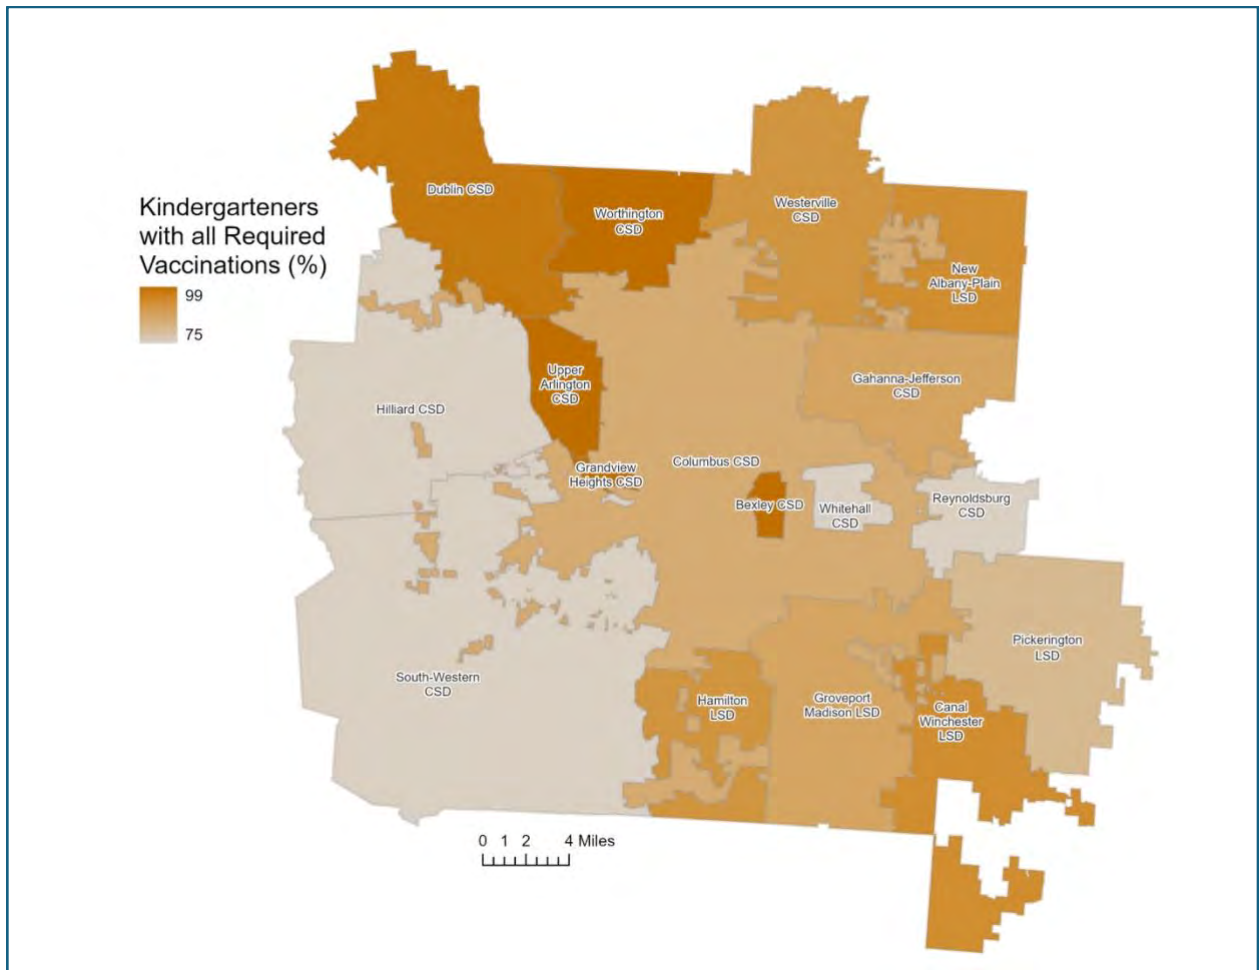 Kindergarteners
with all Required
Vaccinations (%)
99
75
Dublin CSD
Worthington
CSD
Westerville
CSD
New
Albany-Plain
LSD
Upper
Arlington
CSD
Gahanna-Jefferson
CSD
Hilliard CSD
Grandview
Heights CSD
Columbus CSD
Bexley CSD
Whitehall
CSD
Reynoldsburg
CSD
Pickerington
LSD
South-Western
CSD
Hamilton
LSD
Groveport
Madison LSD
Canal
Winchester
LSD
0 1 2 4 Miles